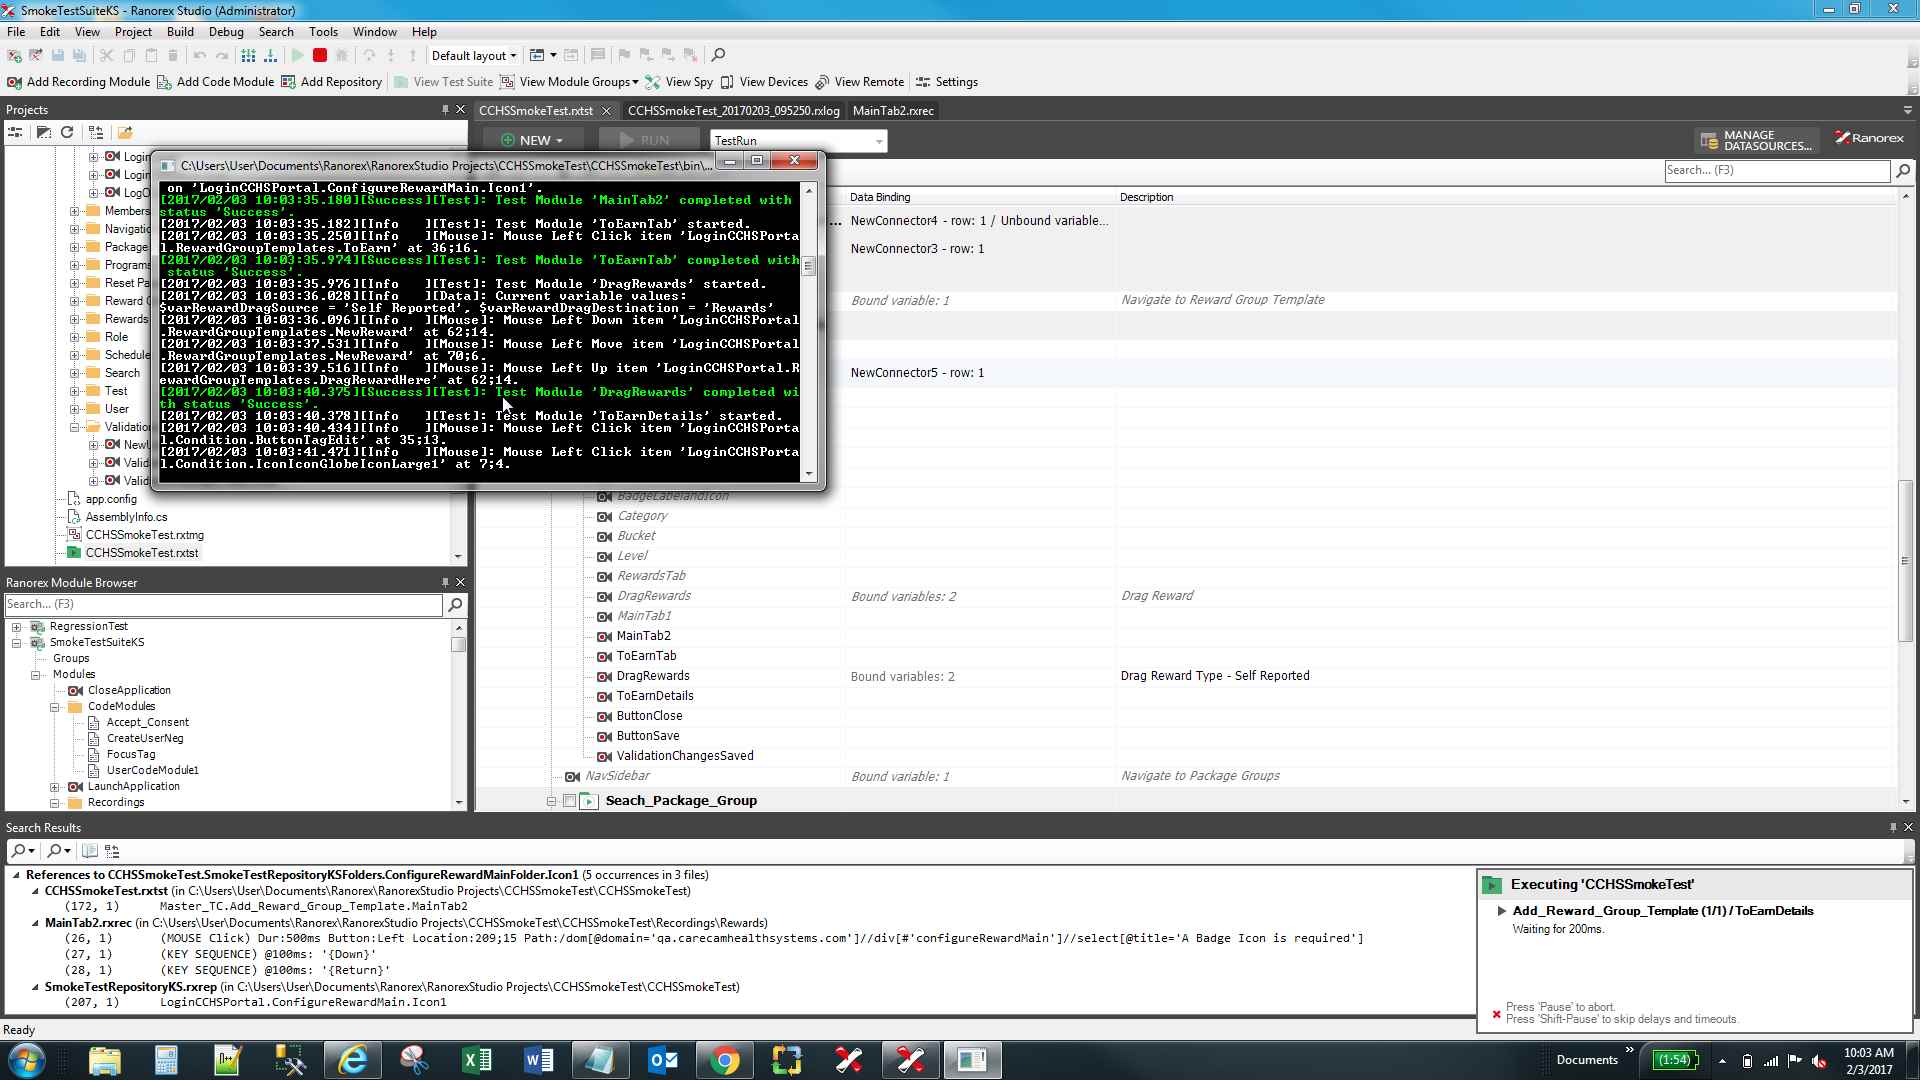 SmokeTestSuiteKS - Ranorex Studio (Administrator)
File Edit View Project Build Debug Search Tools Window Help
Default layout
Add Recording Module Add Code Module Add Repository View Test Suite View Module Groups View Spy View Devices View Remote Settings
Projects
CCHSSmokeTest.rxtst CCHSSmokeTest_20170203_095250.rxlog MainTab2.rxrec
NEW RUN TestRun MANAGE DATASOURCES... Ranorex
Search... (F3)
Data Binding Description
Login
Login
LogO
Members
Navigatio
Package
Programs
Reset Pa
Reward G
Rewards
Role
Schedule
Search
Test
User
Validation
NewU
Valida
Valida
app.config
AssemblyInfo.cs
CCHSSmokeTest.rxtmg
CCHSSmokeTest.rxtst
C:\Users\User\Documents\Ranorex\RanorexStudio Projects\CCHSSmokeTest\CCHSSmokeTest\bin\...
on 'LoginCCHSPortal.ConfigureRewardMain.Icon1'.
[2017/02/03 10:03:35.180][Success][Test]: Test Module 'MainTab2' completed with
status 'Success'.
[2017/02/03 10:03:35.182][Info   ][Test]: Test Module 'ToEarnTab' started.
[2017/02/03 10:03:35.250][Info   ][Mouse]: Mouse Left Click item 'LoginCCHSPorta
l.RewardGroupTemplates.ToEarn' at 36;16.
[2017/02/03 10:03:35.974][Success][Test]: Test Module 'ToEarnTab' completed with
status 'Success'.
[2017/02/03 10:03:35.976][Info   ][Test]: Test Module 'DragRewards' started.
[2017/02/03 10:03:36.028][Info   ][Data]: Current variable values:
$varRewardDragSource = 'Self Reported', $varRewardDragDestination = 'Rewards'
[2017/02/03 10:03:36.096][Info   ][Mouse]: Mouse Left Down item 'LoginCCHSPortal
.RewardGroupTemplates.NewReward' at 62;14.
[2017/02/03 10:03:37.531][Info   ][Mouse]: Mouse Left Move item 'LoginCCHSPortal
.RewardGroupTemplates.NewReward' at 70;6.
[2017/02/03 10:03:39.516][Info   ][Mouse]: Mouse Left Up item 'LoginCCHSPortal.R
ewardGroupTemplates.DragRewardHere' at 62;14.
[2017/02/03 10:03:40.375][Success][Test]: Test Module 'DragRewards' completed wi
th status 'Success'.
[2017/02/03 10:03:40.378][Info   ][Test]: Test Module 'ToEarnDetails' started.
[2017/02/03 10:03:40.434][Info   ][Mouse]: Mouse Left Click item 'LoginCCHSPorta
l.Condition.ButtonTagEdit' at 35;13.
[2017/02/03 10:03:41.471][Info   ][Mouse]: Mouse Left Click item 'LoginCCHSPorta
l.Condition.IconIconGlobeIconLarge1' at 7;4.
... NewConnector4 - row: 1 / Unbound variable...
NewConnector3 - row: 1
Bound variable: 1 Navigate to Reward Group Template
NewConnector5 - row: 1
BadgeLabelandIcon
Category
Bucket
Level
RewardsTab
DragRewards Bound variables: 2 Drag Reward
MainTab1
MainTab2
ToEarnTab
DragRewards Bound variables: 2 Drag Reward Type - Self Reported
ToEarnDetails
ButtonClose
ButtonSave
ValidationChangesSaved
NavSidebar Bound variable: 1 Navigate to Package Groups
Seach_Package_Group
Ranorex Module Browser
Search... (F3)
RegressionTest
SmokeTestSuiteKS
Groups
Modules
CloseApplication
CodeModules
Accept_Consent
CreateUserNeg
FocusTag
UserCodeModule1
LaunchApplication
Recordings
Search Results
References to CCHSSmokeTest.SmokeTestRepositoryKSFolders.ConfigureRewardMainFolder.Icon1 (5 occurrences in 3 files)
CCHSSmokeTest.rxtst (in C:\Users\User\Documents\Ranorex\RanorexStudio Projects\CCHSSmokeTest\CCHSSmokeTest)
(172, 1) Master_TC.Add_Reward_Group_Template.MainTab2
MainTab2.rxrec (in C:\Users\User\Documents\Ranorex\RanorexStudio Projects\CCHSSmokeTest\CCHSSmokeTest\Recordings\Rewards)
(26, 1) (MOUSE Click) Dur:500ms Button:Left Location:209;15 Path:/dom[@domain='qa.carecamhealthsystems.com']//div[#'configureRewardMain']//select[@title='A Badge Icon is required']
(27, 1) (KEY SEQUENCE) @100ms: '{Down}'
(28, 1) (KEY SEQUENCE) @100ms: '{Return}'
SmokeTestRepositoryKS.rxrep (in C:\Users\User\Documents\Ranorex\RanorexStudio Projects\CCHSSmokeTest\CCHSSmokeTest)
(207, 1) LoginCCHSPortal.ConfigureRewardMain.Icon1
Executing 'CCHSSmokeTest'
Add_Reward_Group_Template (1/1) / ToEarnDetails
Waiting for 200ms.
Press 'Pause' to abort.
Press 'Shift-Pause' to skip delays and timeouts.
Ready
Documents » (1:54) 10:03 AM
2/3/2017